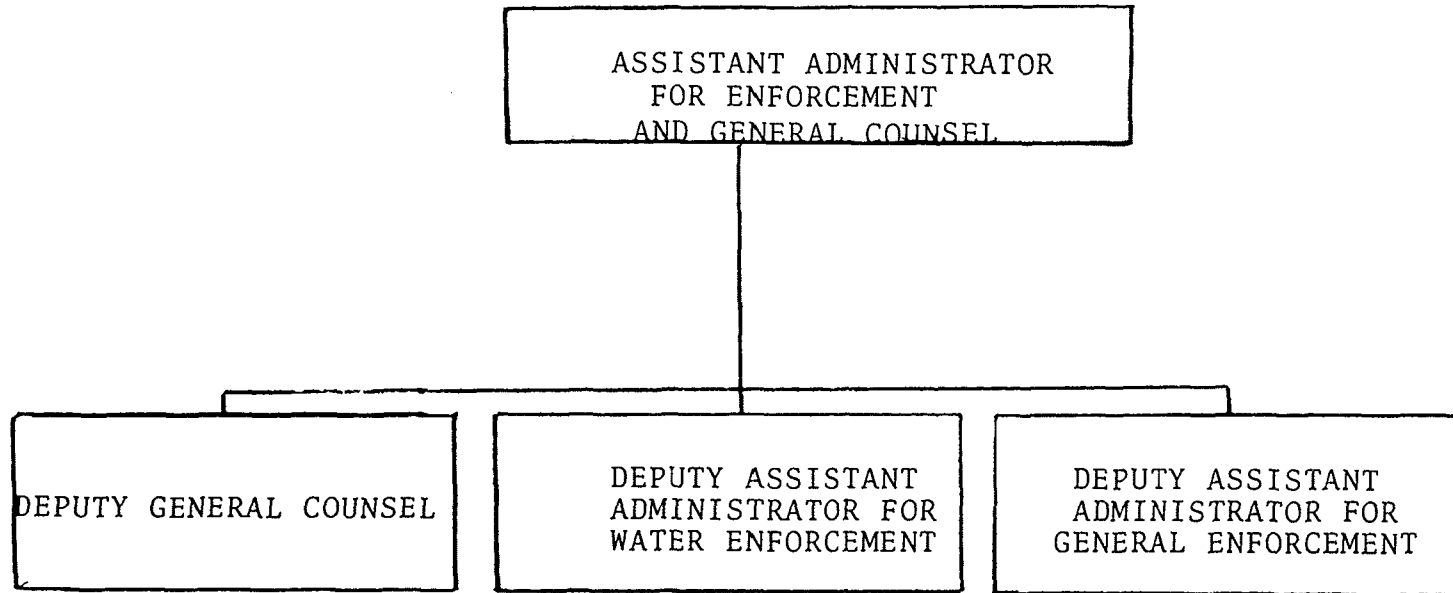 ASSISTANT ADMINISTRATOR
FOR ENFORCEMENT
AND GENERAL COUNSEL
DEPUTY GENERAL COUNSEL
DEPUTY ASSISTANT
ADMINISTRATOR FOR
WATER ENFORCEMENT
DEPUTY ASSISTANT
ADMINISTRATOR FOR
GENERAL ENFORCEMENT